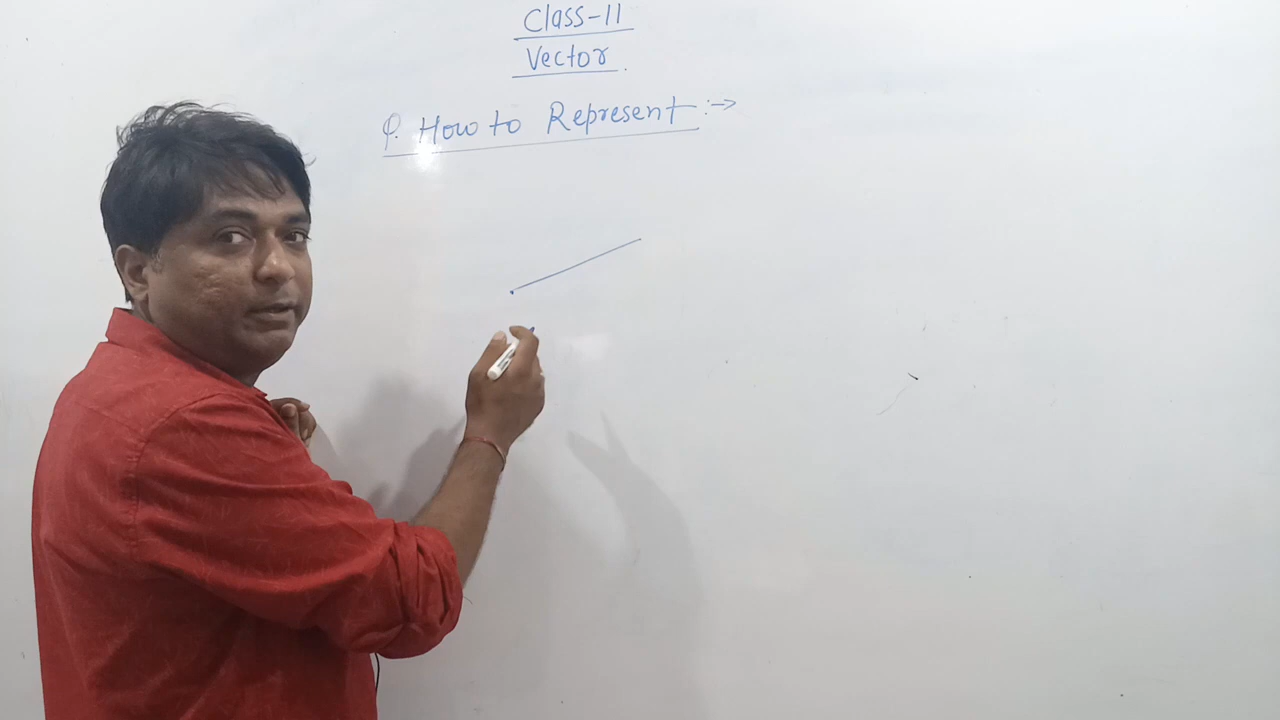 Class-11
Vector.
Q. How to Represent :->